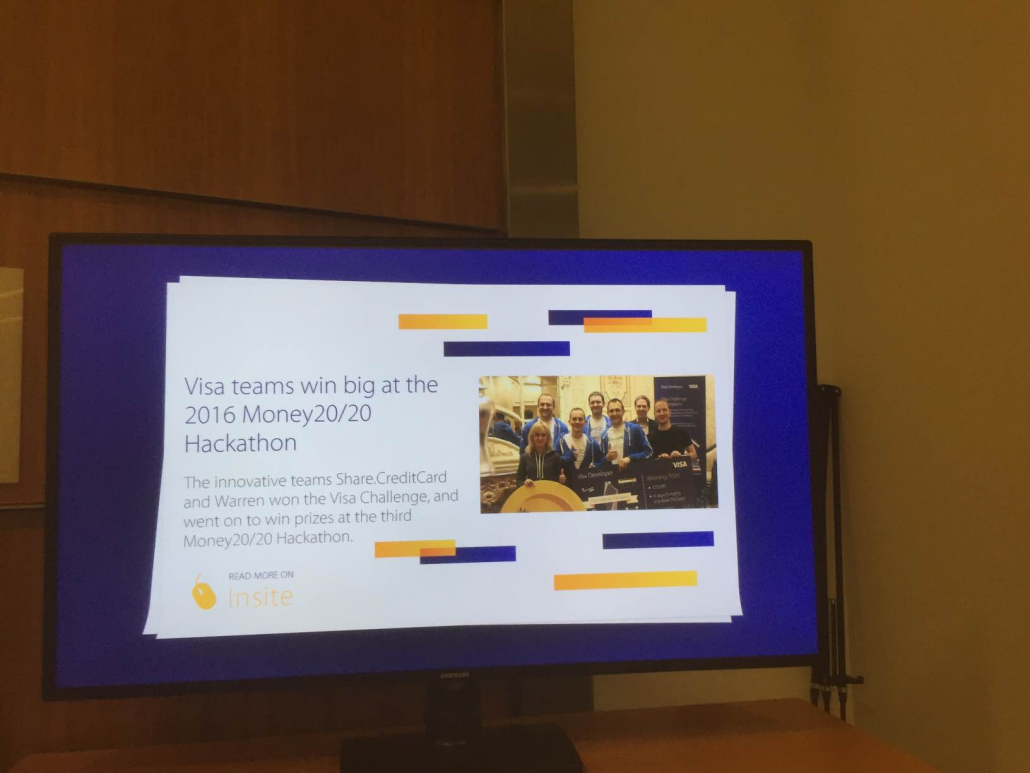 Visa teams win big at the
2016 Money20/20
Hackathon
The innovative teams Share.CreditCard
and Warren won the Visa Challenge, and
went on to win prizes at the third
Money20/20 Hackathon.
READ MORE ON
Insite
VISA
Visa Developer
VISA
SAMSUNG